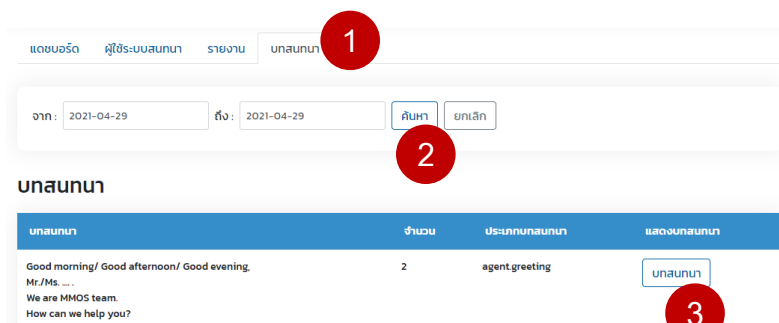 แดชบอร์ด ผู้ใช้ระบบสนทนา รายงาน บทสนทนา 1
จาก : 2021-04-29 ถึง : 2021-04-29 ค้นหา ยกเลิก
2
บทสนทนา
บทสนทนา จำนวน ประเภทบทสนทนา แสดงบทสนทนา
Good morning/ Good afternoon/ Good evening, 2 agent.greeting บทสนทนา
Mr./Ms. .... .
We are MMOS team.
How can we help you? 3